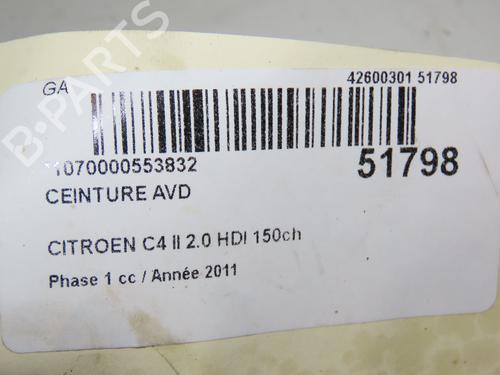 GA
42600301 51798
1070000553832
51798
CEINTURE AVD
CITROEN C4 II 2.0 HDI 150ch
Phase 1 cc / Année 2011
B-PARTS